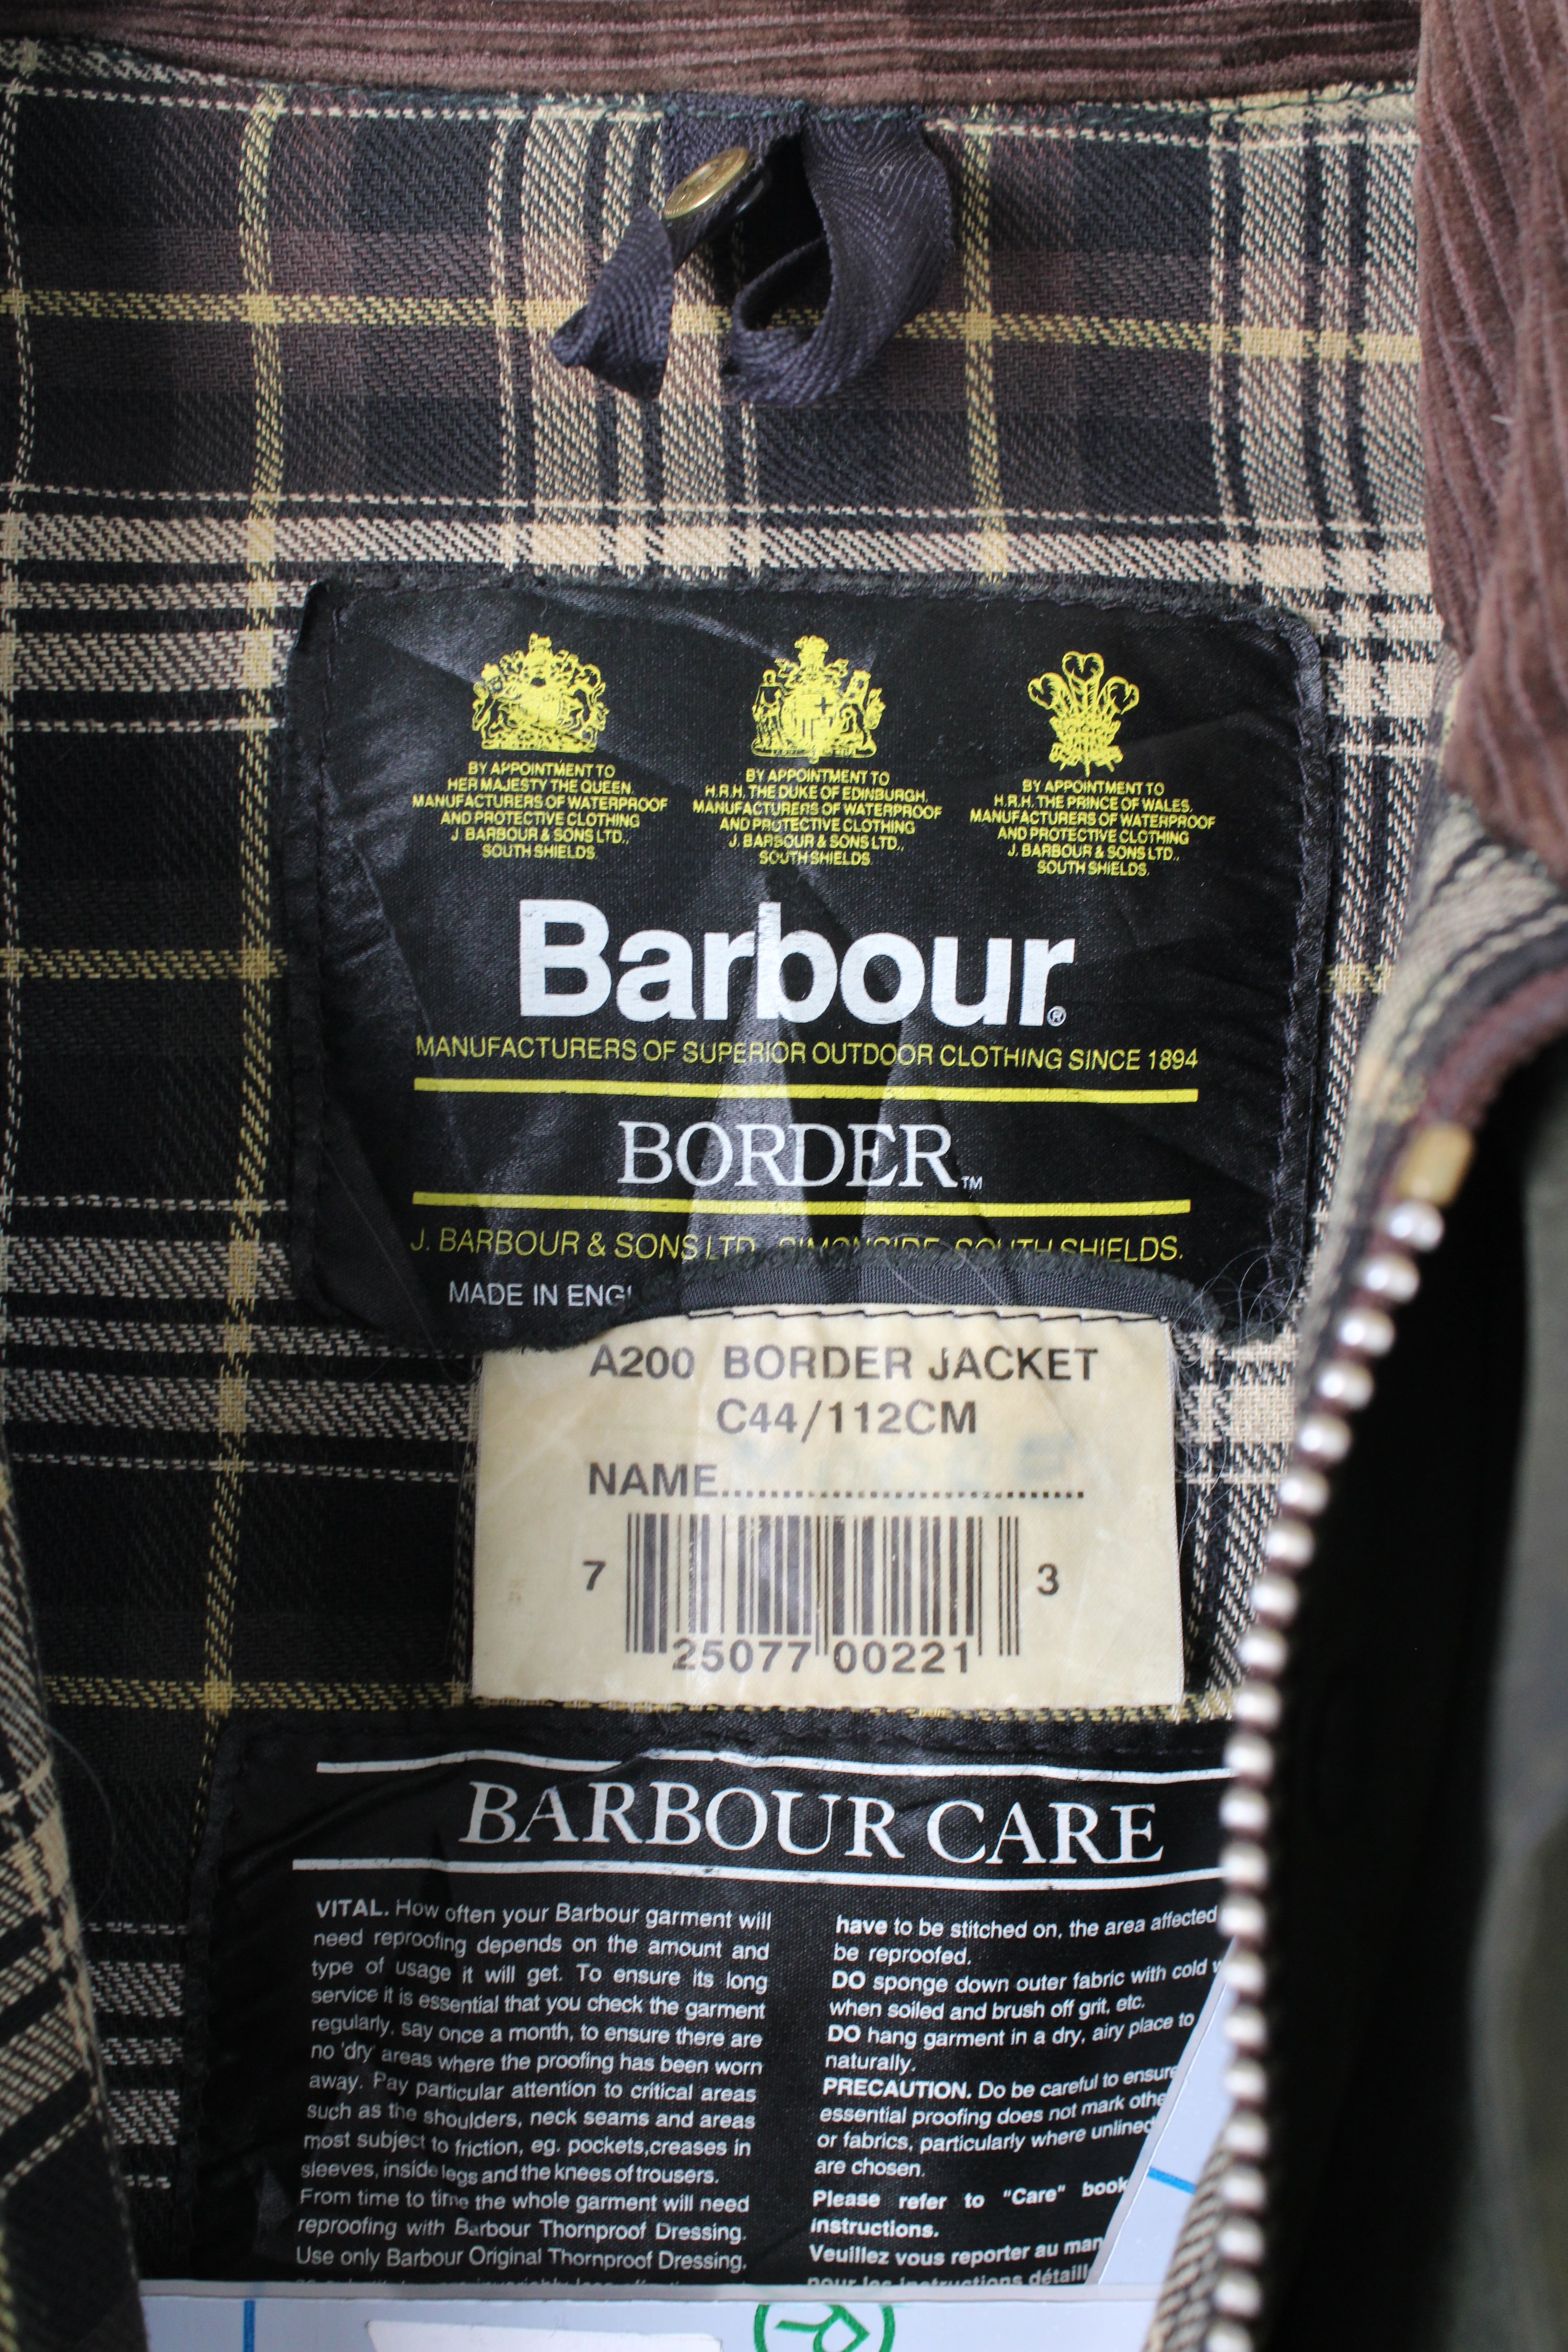 BY APPOINTMENT TO
HER MAJESTY THE QUEEN.
MANUFACTURERS OF WATERPROOF
AND PROTECTIVE CLOTHING
J. BARBOUR & SONS LTD.,
SOUTH SHIELDS.
BY APPOINTMENT TO
H.R.H. THE DUKE OF EDINBURGH.
MANUFACTURERS OF WATERPROOF
AND PROTECTIVE CLOTHING
J. BARBOUR & SONS LTD.,
SOUTH SHIELDS.
BY APPOINTMENT TO
H.R.H. THE PRINCE OF WALES.
MANUFACTURERS OF WATERPROOF
AND PROTECTIVE CLOTHING
J. BARBOUR & SONS LTD.,
SOUTH SHIELDS.
Barbour®
MANUFACTURERS OF SUPERIOR OUTDOOR CLOTHING SINCE 1894
BORDER™
J. BARBOUR & SONS LTD. SIMONSIDE, SOUTH SHIELDS.
MADE IN ENG
A200 BORDER JACKET
C44/112CM
NAME..............................
7 25077 00221 3
BARBOUR CARE
VITAL. How often your Barbour garment will
need reproofing depends on the amount and
type of usage it will get. To ensure its long
service it is essential that you check the garment
regularly, say once a month, to ensure there are
no 'dry' areas where the proofing has been worn
away. Pay particular attention to critical areas
such as the shoulders, neck seams and areas
most subject to friction, eg. pockets,creases in
sleeves, inside legs and the knees of trousers.
From time to time the whole garment will need
reproofing with Barbour Thornproof Dressing.
Use only Barbour Original Thornproof Dressing,
have to be stitched on, the area affected
be reproofed.
DO sponge down outer fabric with cold
when soiled and brush off grit, etc.
DO hang garment in a dry, airy place to
naturally.
PRECAUTION. Do be careful to ensure
essential proofing does not mark othe
or fabrics, particularly where unlined
are chosen.
Please refer to "Care" book
instructions.
Veuillez vous reporter au man
pour les instructions détaill
R